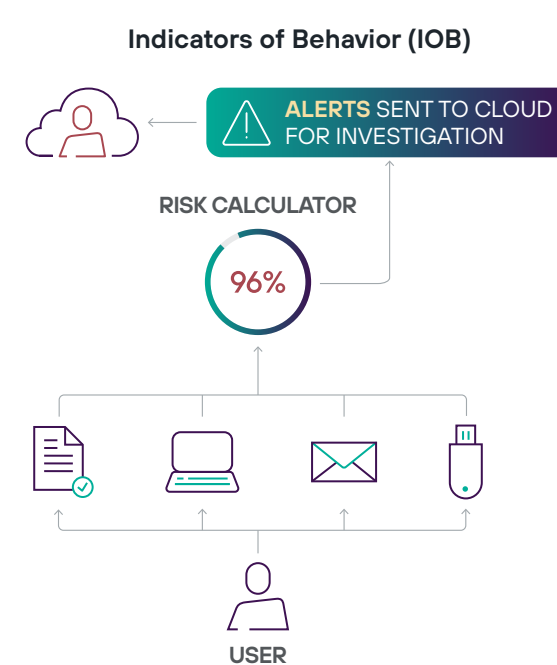 Indicators of Behavior (IOB)
ALERTS SENT TO CLOUD
FOR INVESTIGATION
RISK CALCULATOR
96%
USER